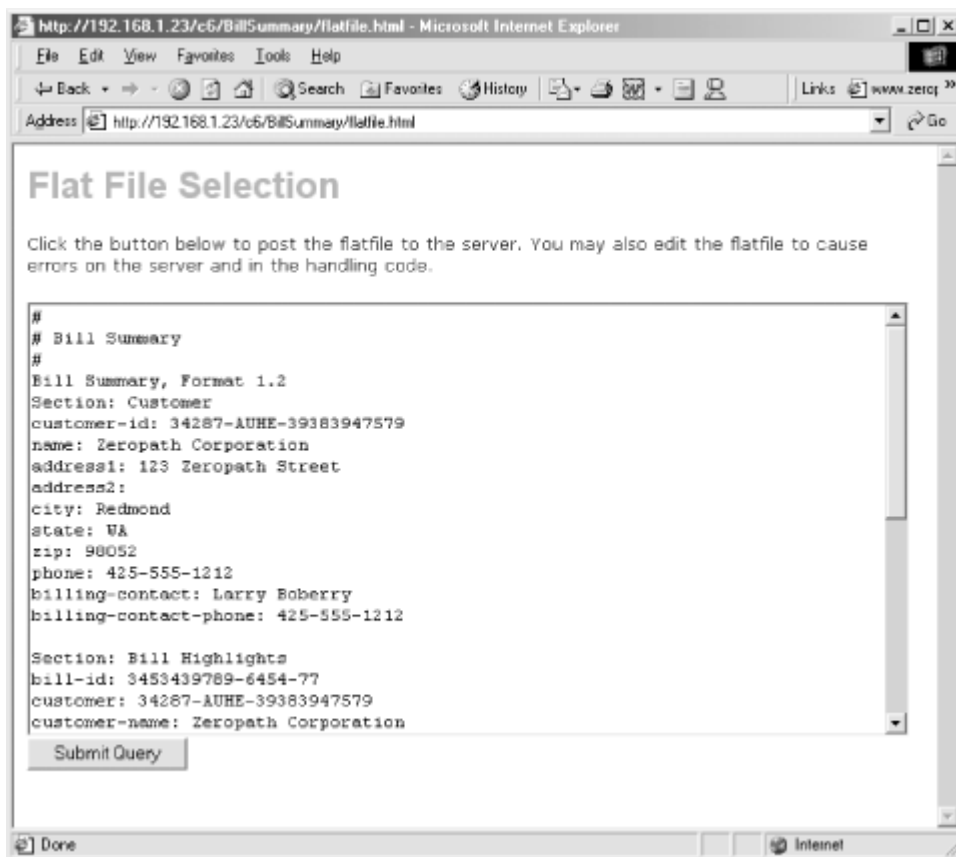 http://192.168.1.23/c6/BillSummary/flatfile.html - Microsoft Internet Explorer
File Edit View Favorites Tools Help
Back Search Favorites History Links www.zerop
Address http://192.168.1.23/c6/BillSummary/flatfile.html Go
Flat File Selection
Click the button below to post the flatfile to the server. You may also edit the flatfile to cause
errors on the server and in the handling code.
#
# Bill Summary
#
Bill Summary, Format 1.2
Section: Customer
customer-id: 34287-AUHE-39383947579
name: Zeropath Corporation
address1: 123 Zeropath Street
address2:
city: Redmond
state: WA
zip: 98052
phone: 425-555-1212
billing-contact: Larry Boberry
billing-contact-phone: 425-555-1212
Section: Bill Highlights
bill-id: 3453439789-6454-77
customer: 34287-AUHE-39383947579
customer-name: Zeropath Corporation
Submit Query
Done Internet